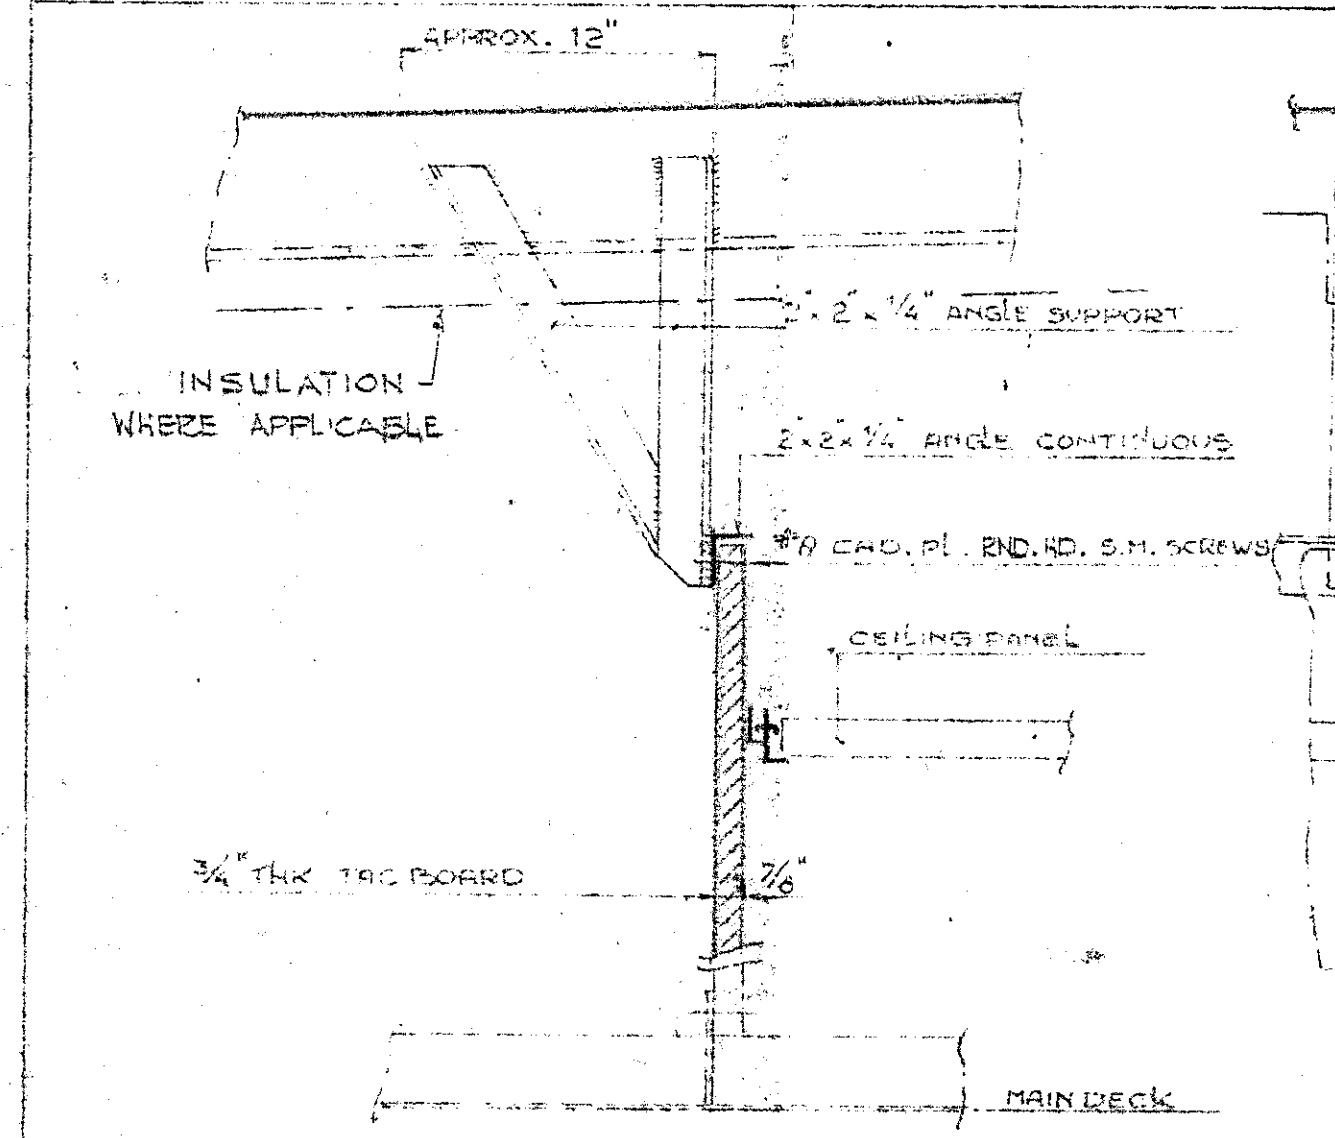 APPROX. 12"
2" x 2" x 1/4" ANGLE SUPPORT
INSULATION
WHERE APPLICABLE
2" x 2" x 1/4" ANGLE CONTINUOUS
CAD. PL. RND. HD. S.M. SCREWS
CEILING PANEL
3/4" THK TAC BOARD
7/8"
MAIN DECK